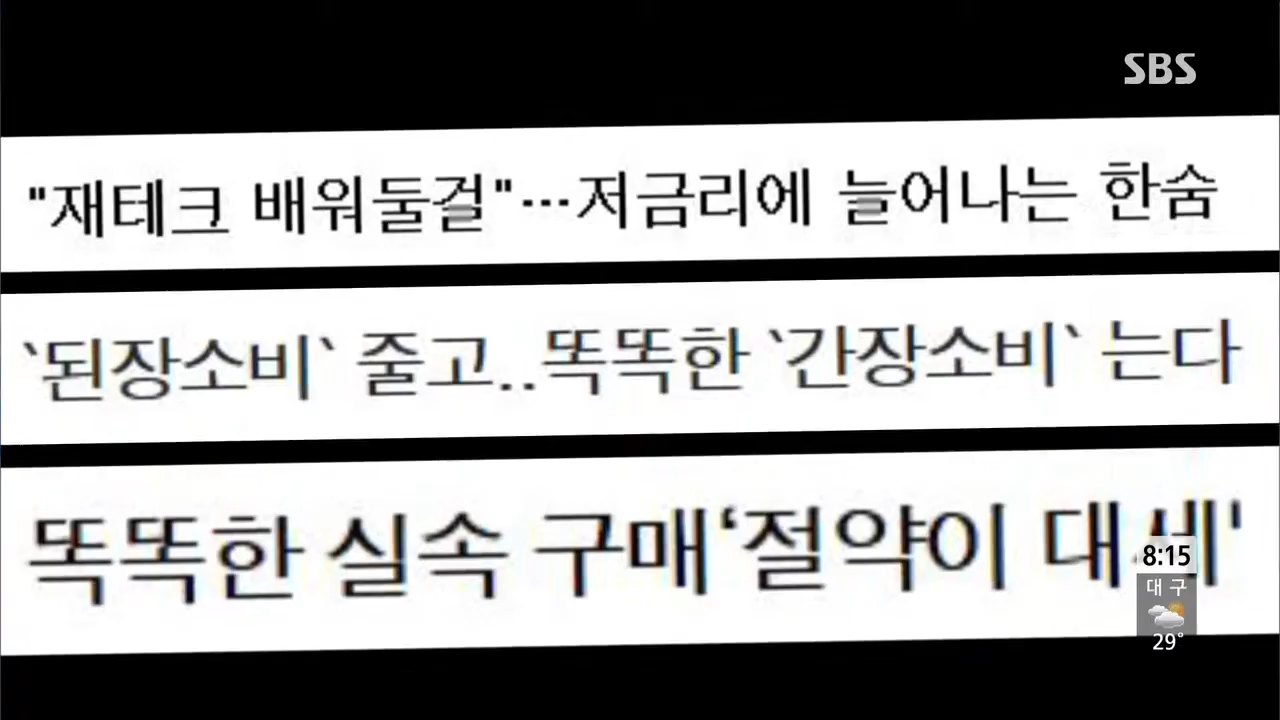 SBS
"재테크 배워둘걸"…저금리에 늘어나는 한숨
`된장소비` 줄고..똑똑한 `간장소비` 는다
똑똑한 실속 구매‘절약이 대세'
8:15
대구
29°